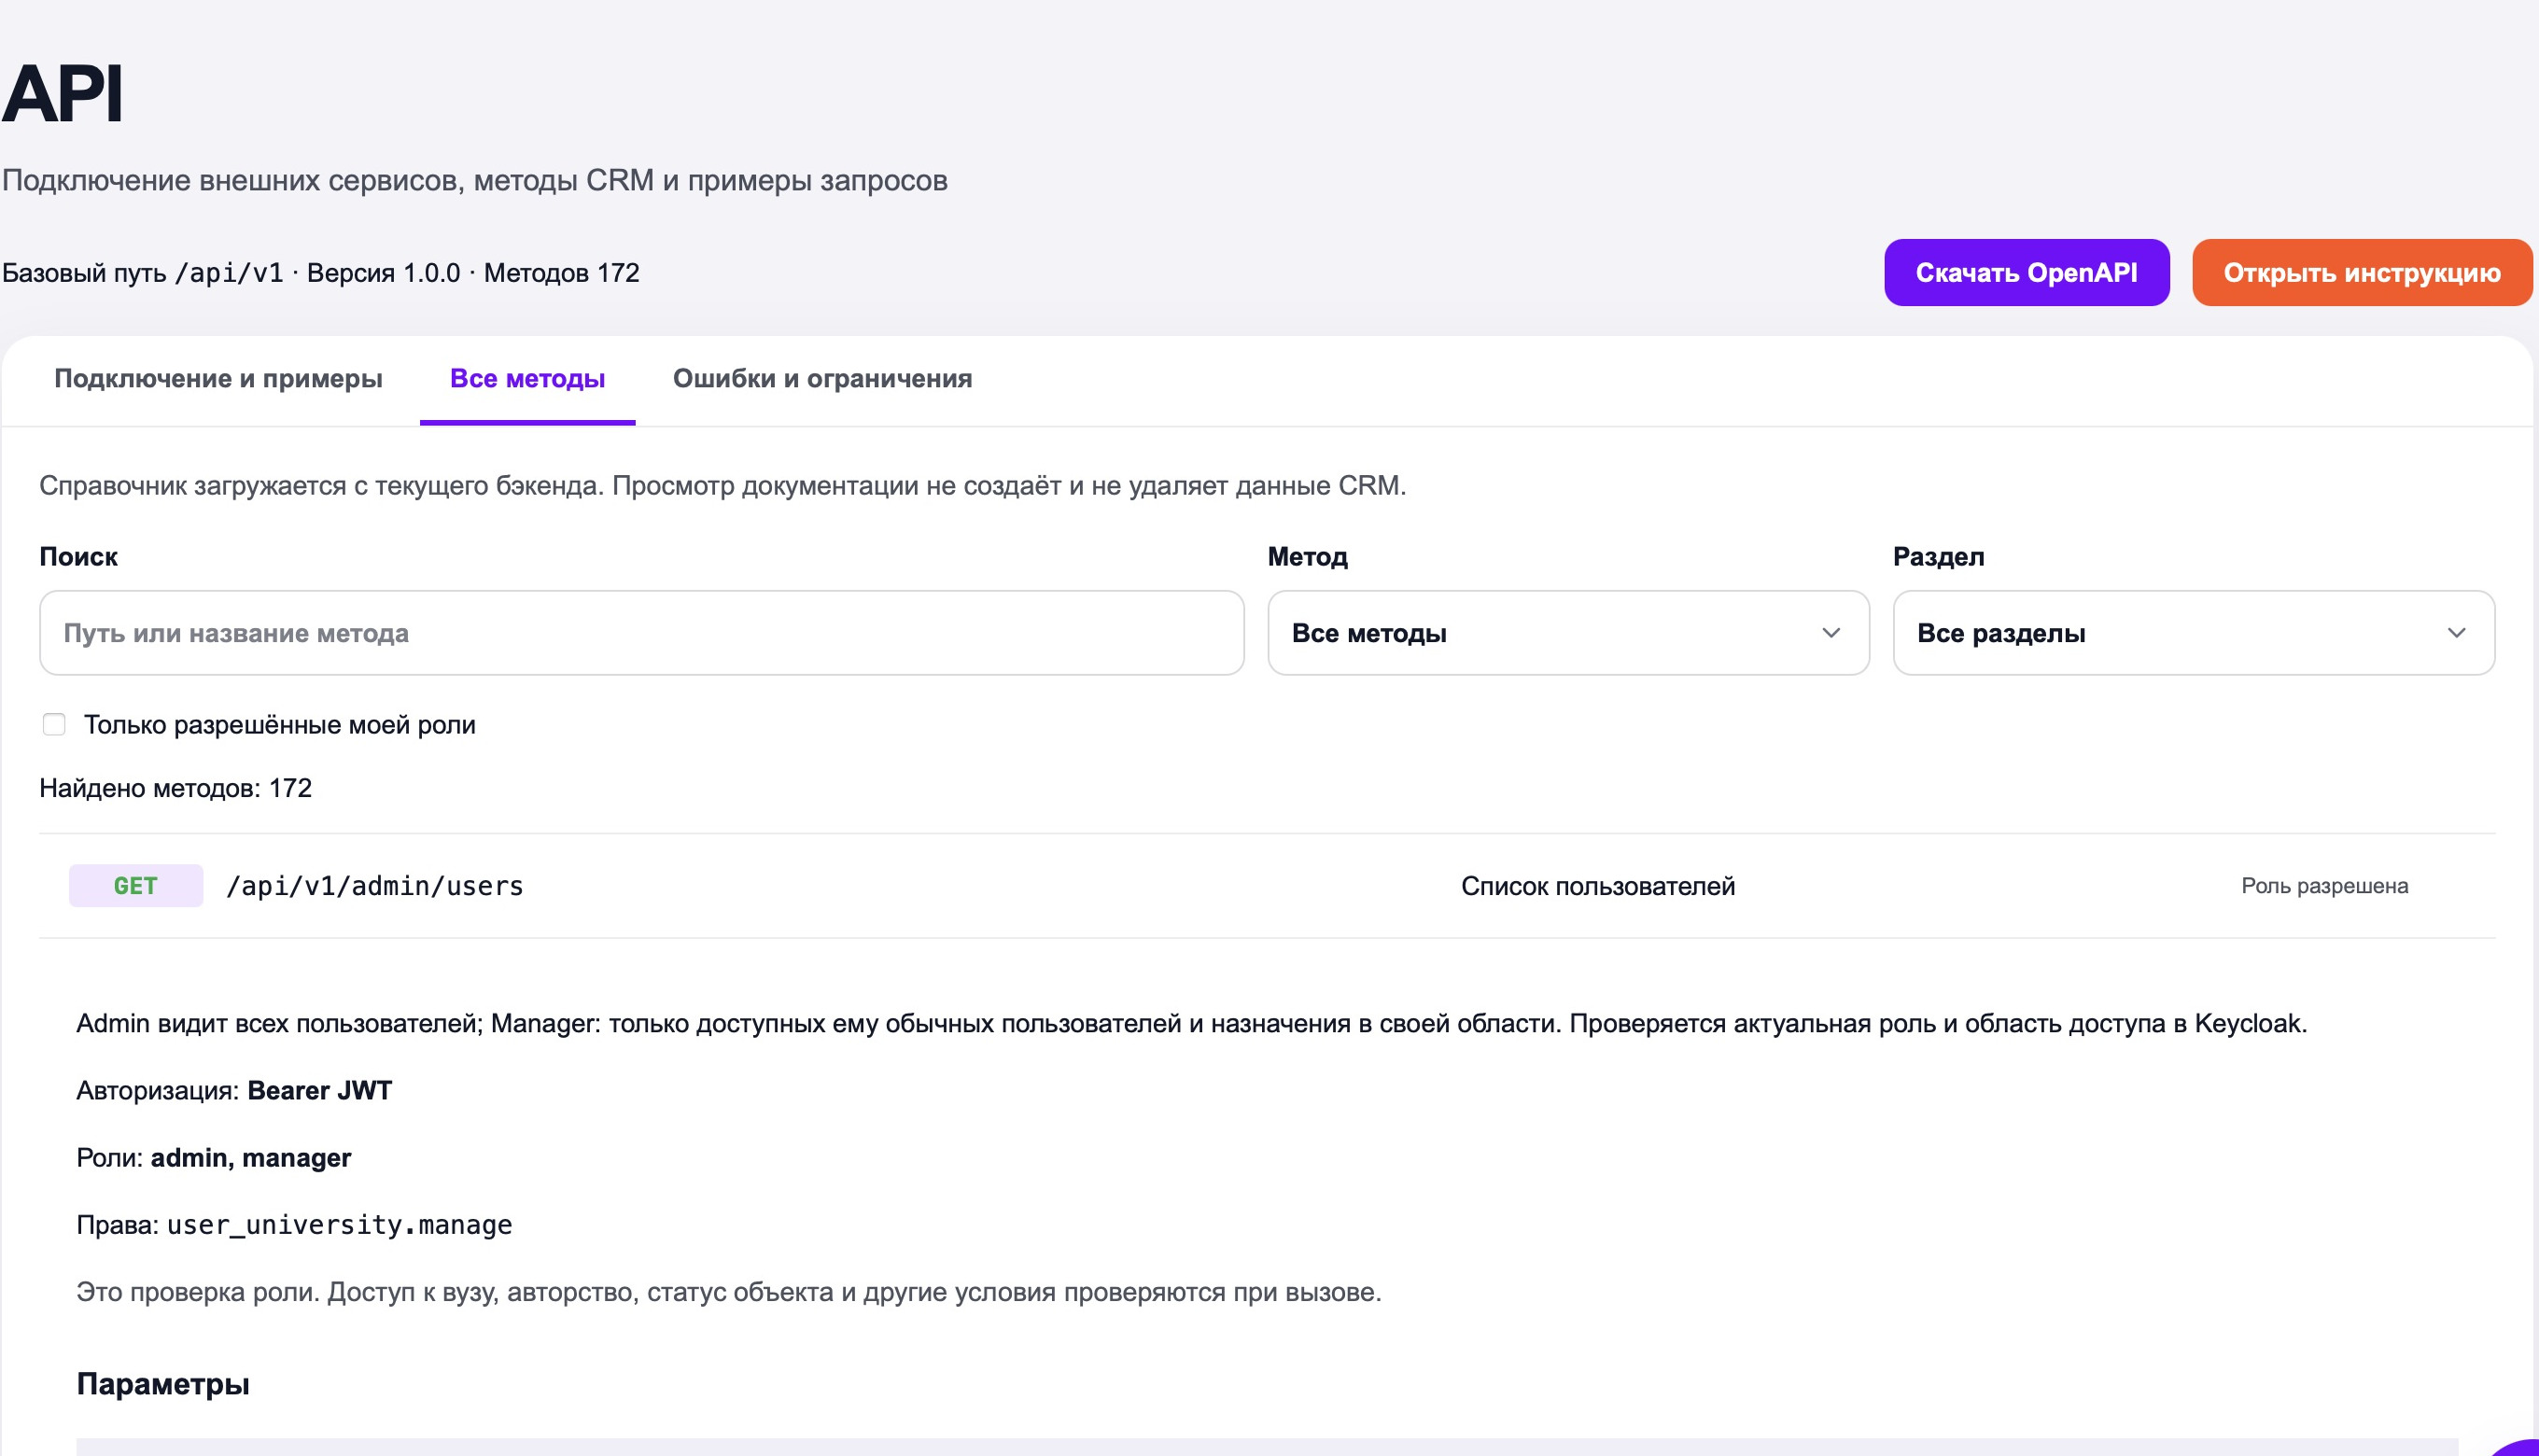 API
Подключение внешних сервисов, методы CRM и примеры запросов
Базовый путь /api/v1 · Версия 1.0.0 · Методов 172
Скачать OpenAPI
Открыть инструкцию
Подключение и примеры
Все методы
Ошибки и ограничения
Справочник загружается с текущего бэкенда. Просмотр документации не создаёт и не удаляет данные CRM.
Поиск
Метод
Раздел
Путь или название метода
Все методы
Все разделы
Только разрешённые моей роли
Найдено методов: 172
GET /api/v1/admin/users Список пользователей Роль разрешена
Admin видит всех пользователей; Manager: только доступных ему обычных пользователей и назначения в своей области. Проверяется актуальная роль и область доступа в Keycloak.
Авторизация: Bearer JWT
Роли: admin, manager
Права: user_university.manage
Это проверка роли. Доступ к вузу, авторство, статус объекта и другие условия проверяются при вызове.
Параметры